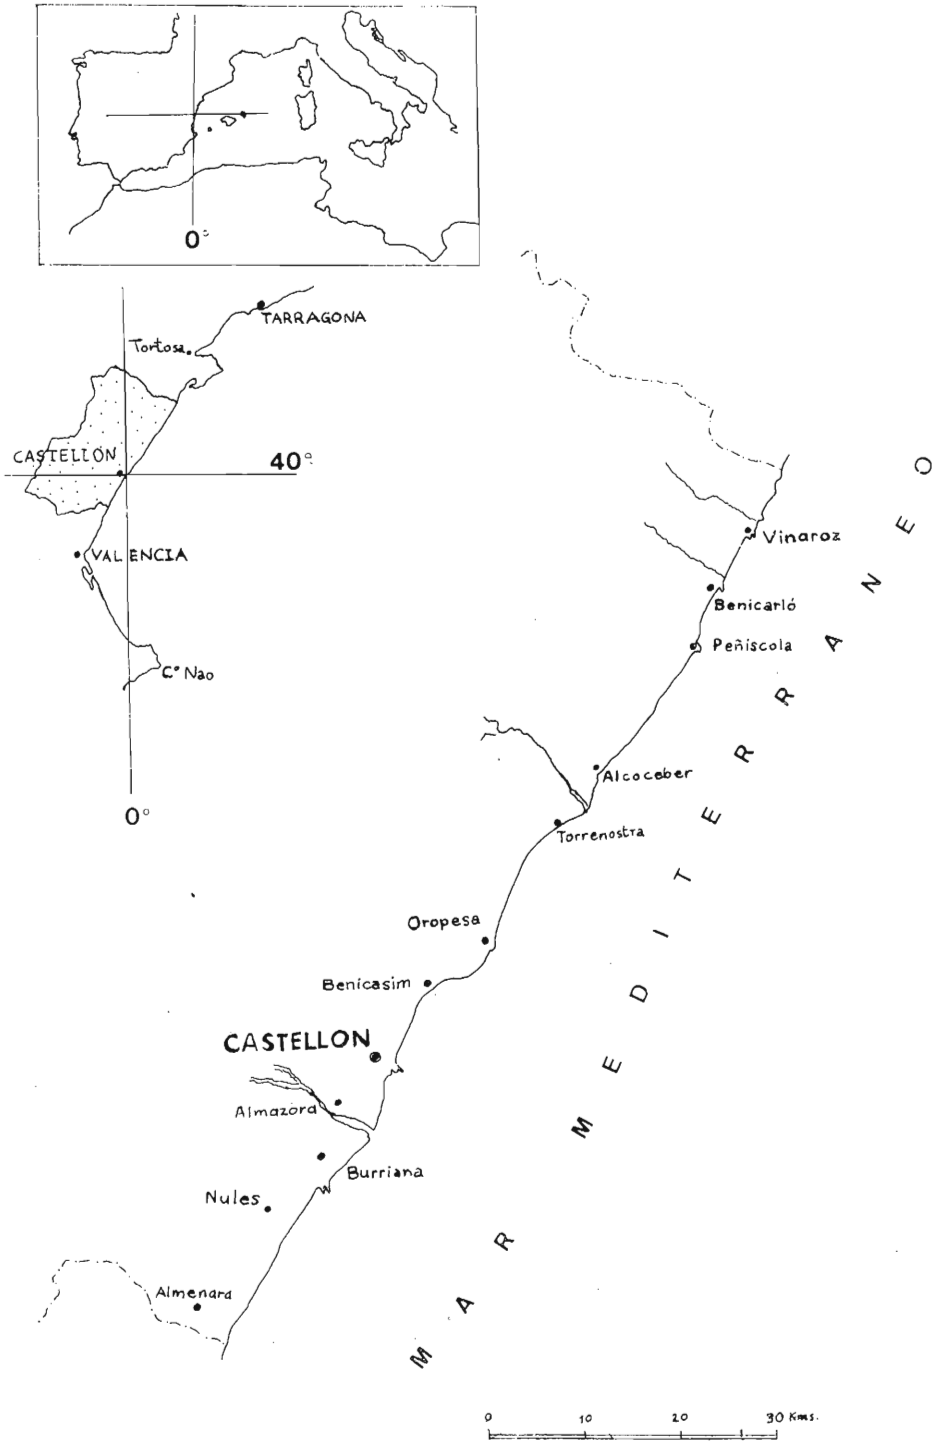 0°
TARRAGONA
Tortosa
CASTELLON
40°
VALENCIA
C° Nao
0°
Vinaroz
Benicarló
Peñiscola
Alcoceber
Torrenostra
Oropesa
Benicasim
CASTELLON
Almazora
Burriana
Nules
Almenara
MAR MEDITERRANEO
0 10 20 30 Kms.